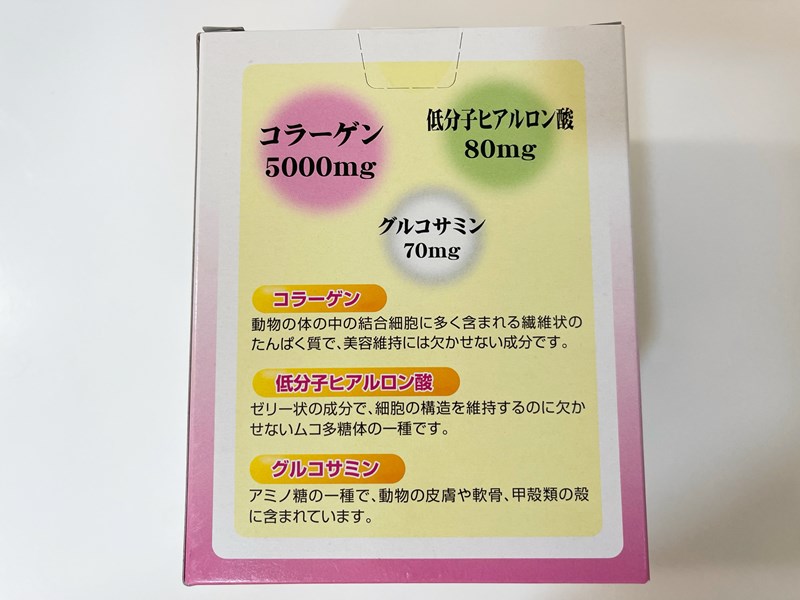 コラーゲン
5000mg
低分子ヒアルロン酸
80mg
グルコサミン
70mg
コラーゲン
動物の体の中の結合細胞に多く含まれる繊維状の
たんぱく質で、美容維持には欠かせない成分です。
低分子ヒアルロン酸
ゼリー状の成分で、細胞の構造を維持するのに欠か
せないムコ多糖体の一種です。
グルコサミン
アミノ糖の一種で、動物の皮膚や軟骨、甲殻類の殻
に含まれています。